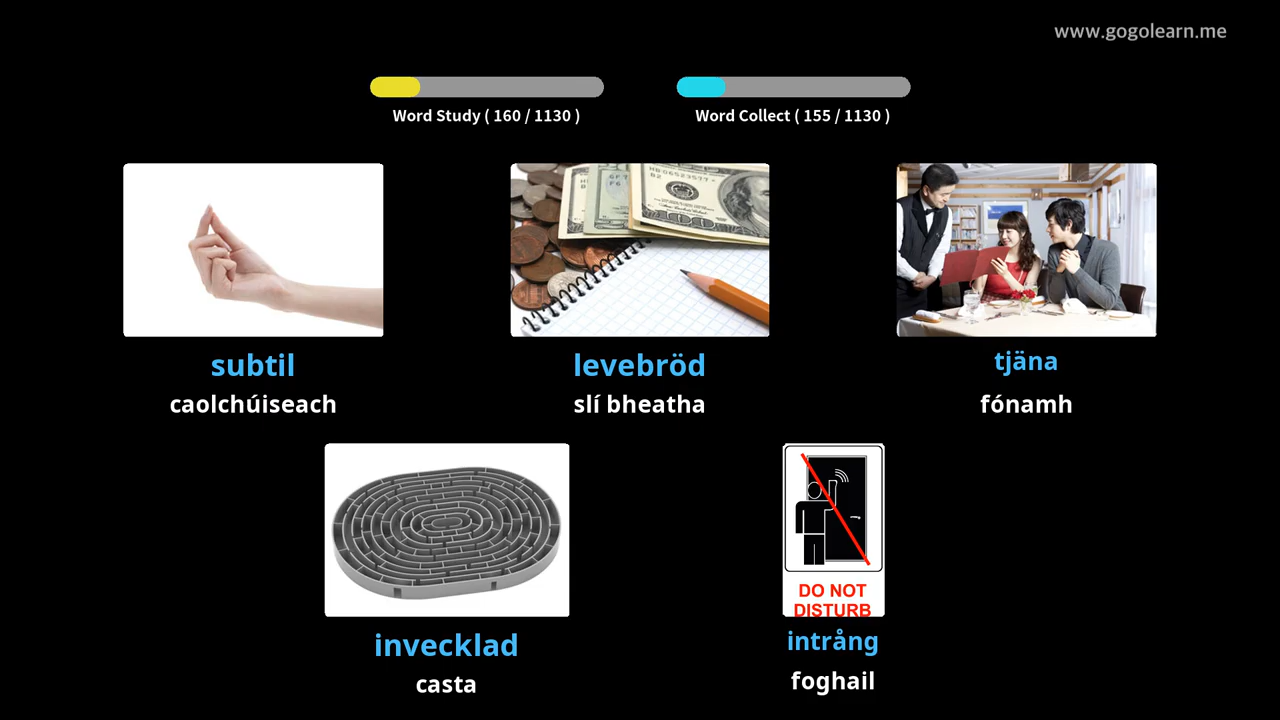 www.gogolearn.me
Word Study ( 160 / 1130 )
Word Collect ( 155 / 1130 )
subtil
caolchúiseach
levebröd
slí bheatha
tjäna
fónamh
invecklad
casta
DO NOT
DISTURB
intrång
foghail